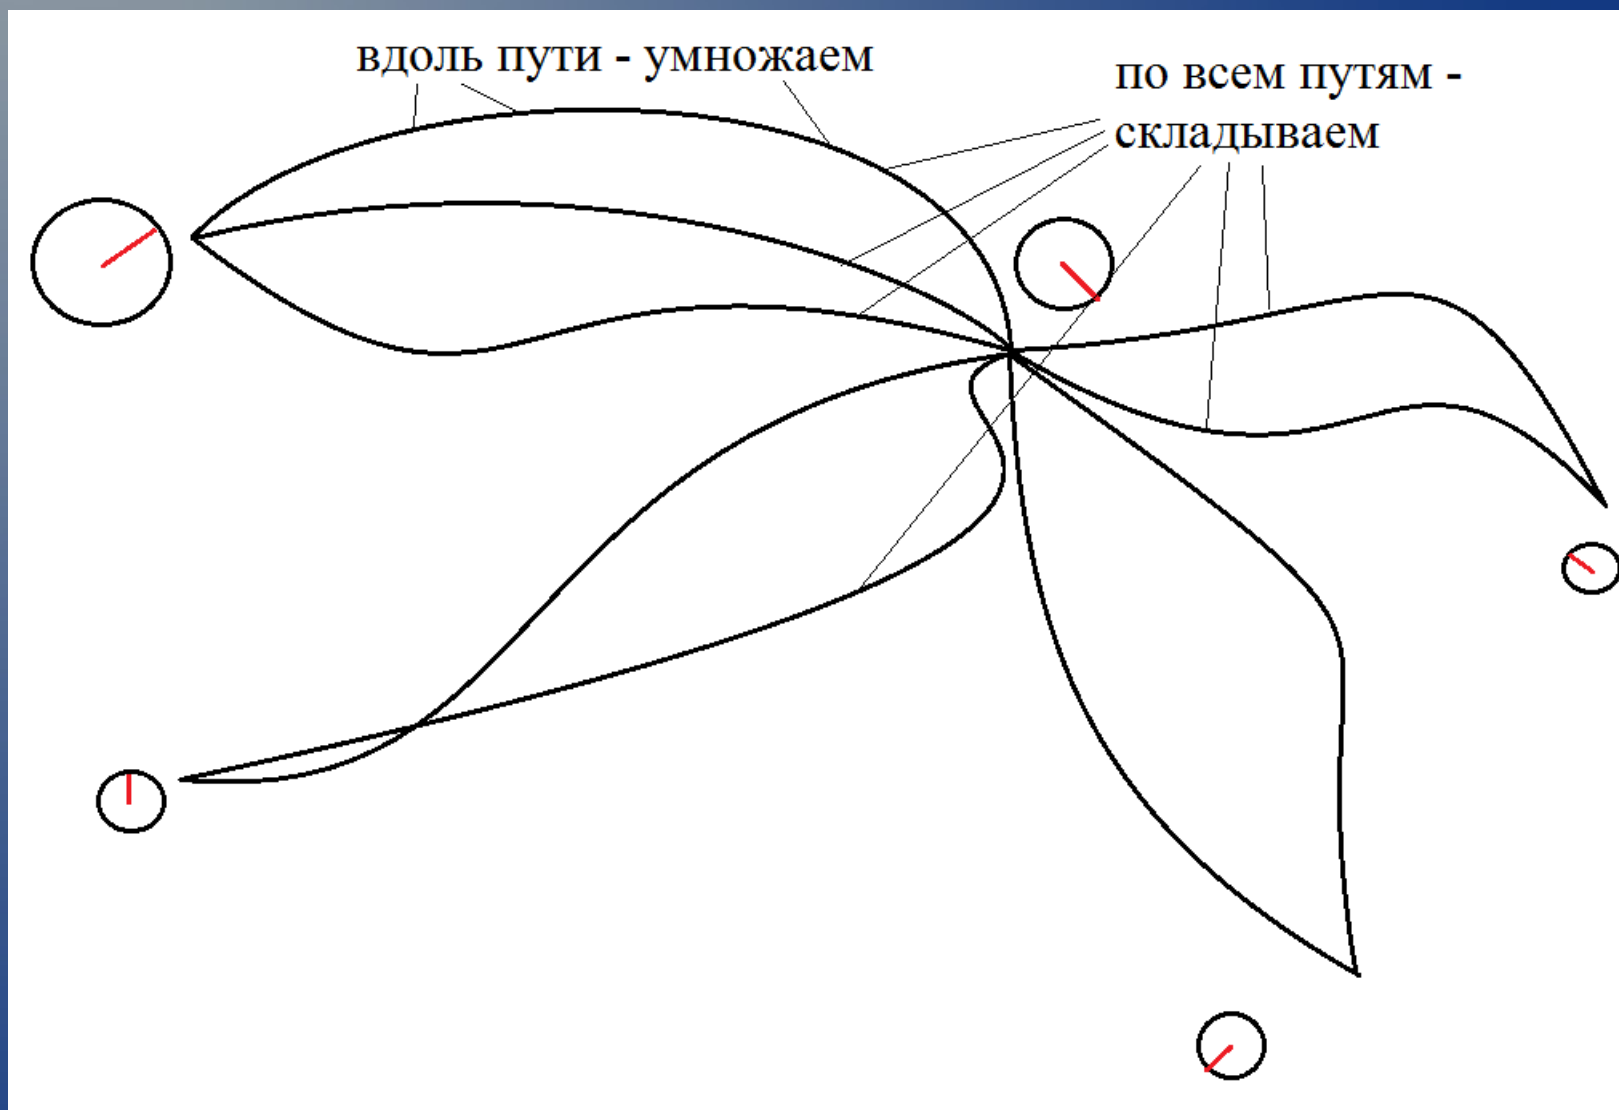 вдоль пути - умножаем
по всем путям -
складываем